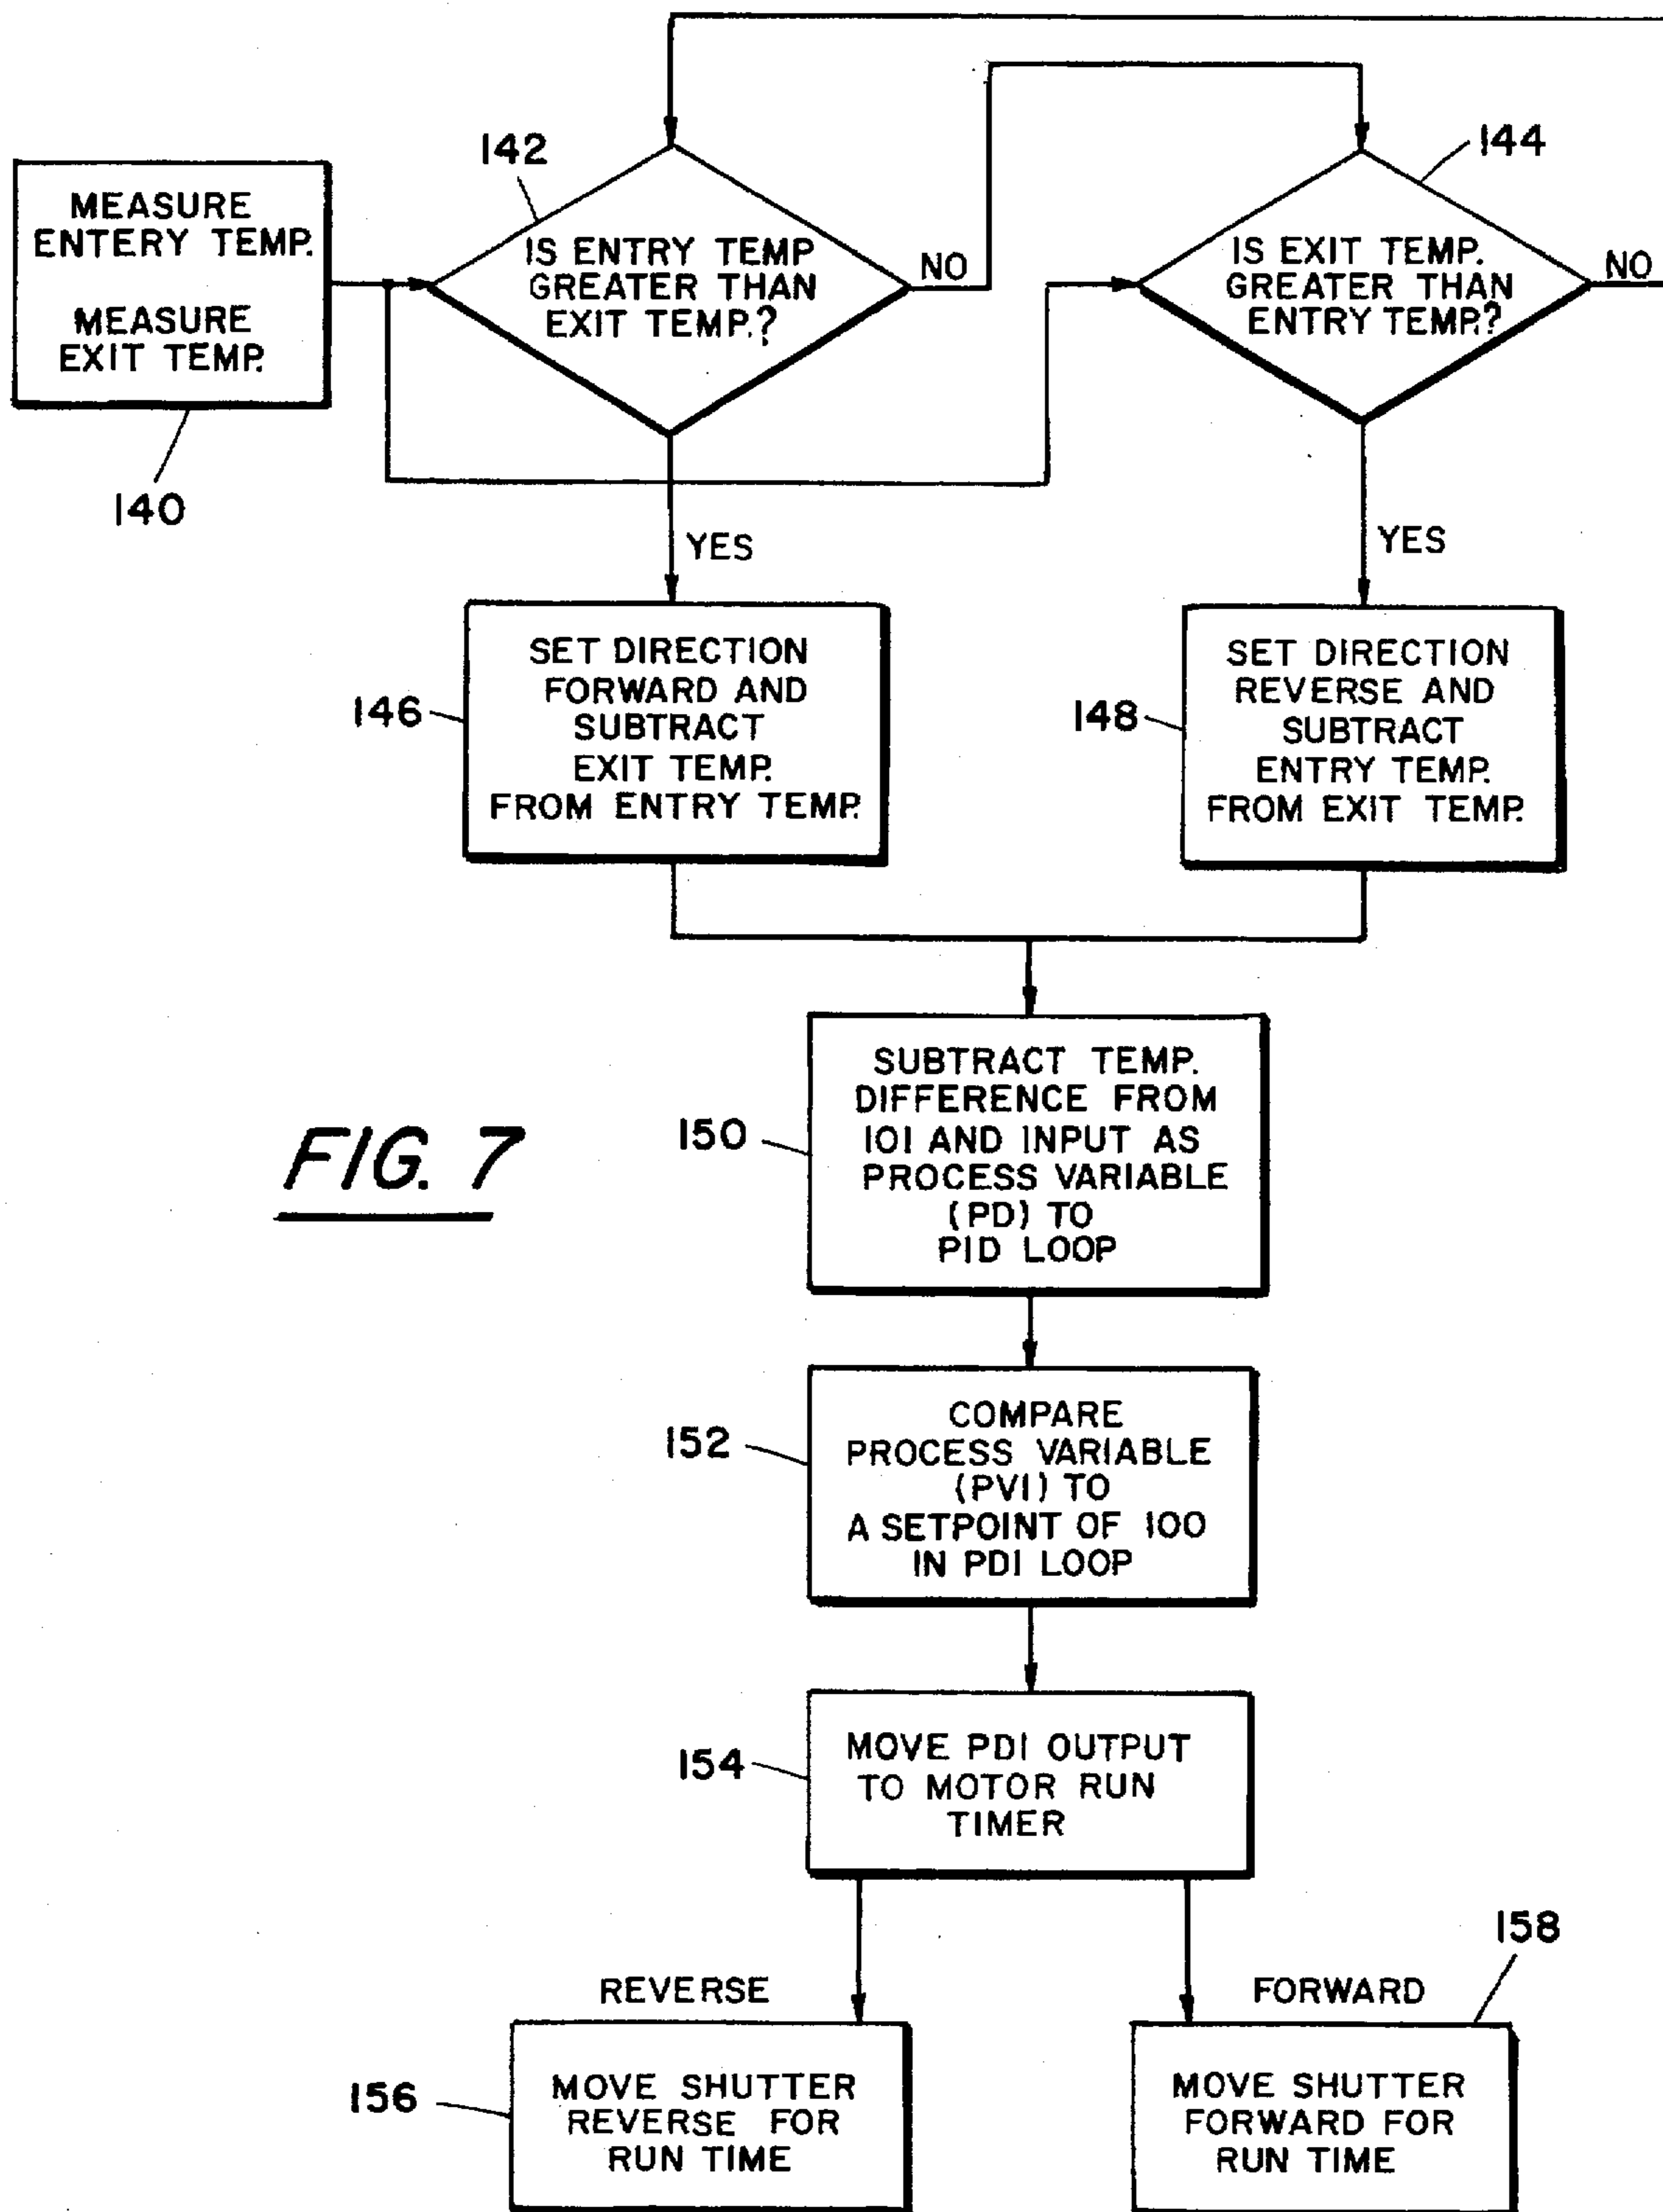 142
144
MEASURE
ENTERY TEMP.
MEASURE
EXIT TEMP.
140
IS ENTRY TEMP
GREATER THAN
EXIT TEMP.?
NO
IS EXIT TEMP.
GREATER THAN
ENTRY TEMP.?
NO
YES
YES
146
SET DIRECTION
FORWARD AND
SUBTRACT
EXIT TEMP.
FROM ENTRY TEMP.
148
SET DIRECTION
REVERSE AND
SUBTRACT
ENTRY TEMP.
FROM EXIT TEMP.
FIG. 7
150
SUBTRACT TEMP.
DIFFERENCE FROM
101 AND INPUT AS
PROCESS VARIABLE
(PD) TO
PID LOOP
152
COMPARE
PROCESS VARIABLE
(PVI) TO
A SETPOINT OF 100
IN PDI LOOP
154
MOVE PDI OUTPUT
TO MOTOR RUN
TIMER
REVERSE
FORWARD
158
156
MOVE SHUTTER
REVERSE FOR
RUN TIME
MOVE SHUTTER
FORWARD FOR
RUN TIME